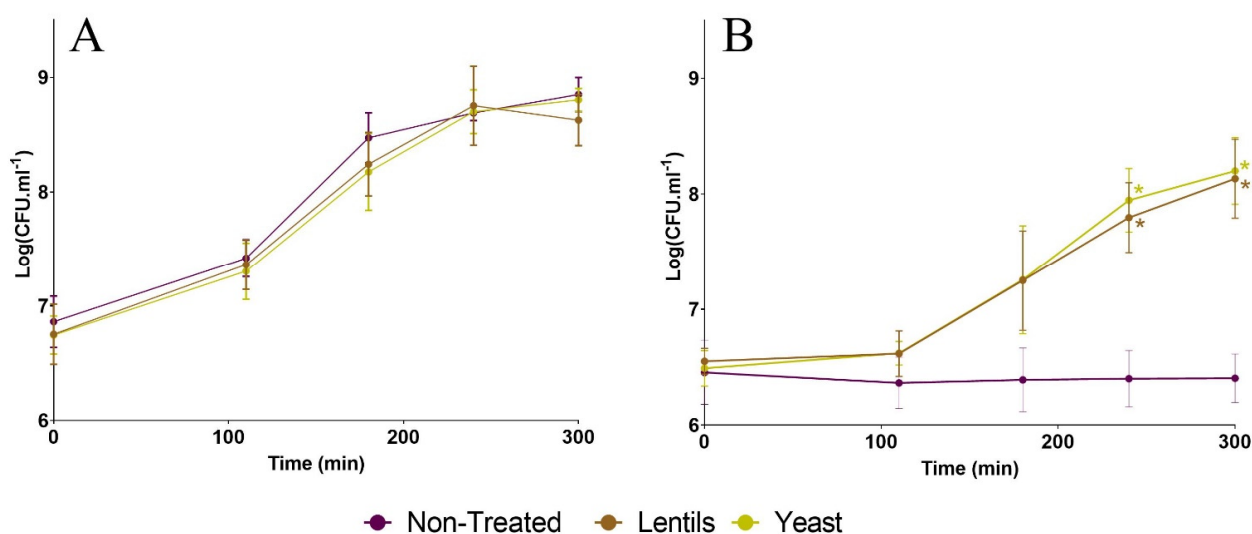 A
Log(CFU.ml⁻¹)
9
8
7
6
0 100 200 300
Time (min)
B
Log(CFU.ml⁻¹)
9
8
7
6
* *
* *
0 100 200 300
Time (min)
Non-Treated Lentils Yeast